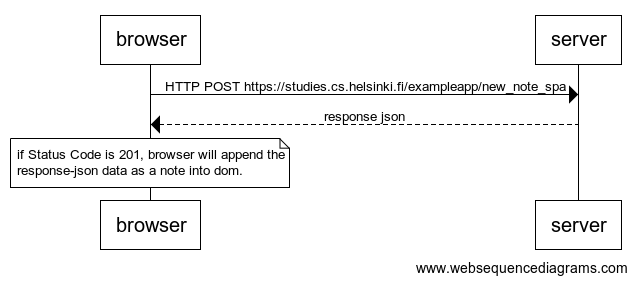 browser
server
HTTP POST https://studies.cs.helsinki.fi/exampleapp/new_note_spa
response json
if Status Code is 201, browser will append the
response-json data as a note into dom.
browser
server
www.websequencediagrams.com